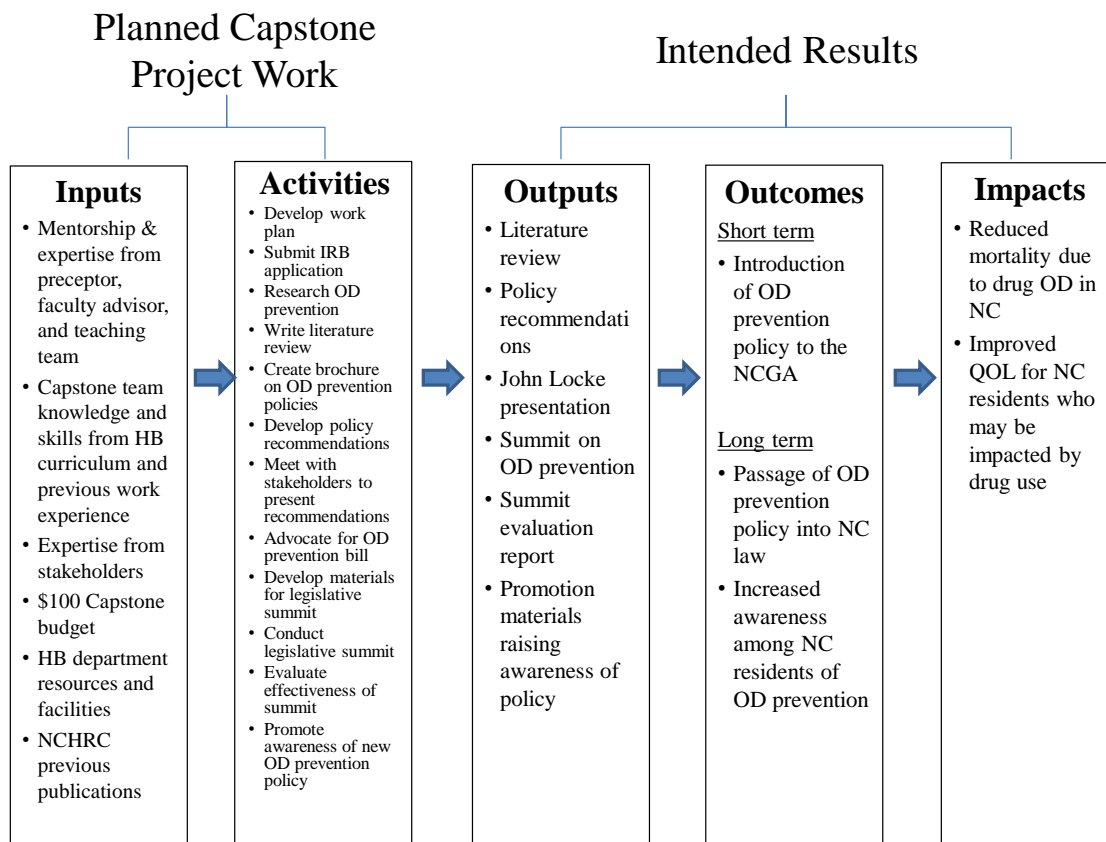 Planned Capstone
Project Work
Intended Results
Inputs
• Mentorship &
expertise from
preceptor,
faculty advisor,
and teaching
team
• Capstone team
knowledge and
skills from HB
curriculum and
previous work
experience
• Expertise from
stakeholders
• $100 Capstone
budget
• HB department
resources and
facilities
• NCHRC
previous
publications
Activities
• Develop work
plan
• Submit IRB
application
• Research OD
prevention
• Write literature
review
• Create brochure
on OD prevention
policies
• Develop policy
recommendations
• Meet with
stakeholders to
present
recommendations
• Advocate for OD
prevention bill
• Develop materials
for legislative
summit
• Conduct
legislative summit
• Evaluate
effectiveness of
summit
• Promote
awareness of new
OD prevention
policy
Outputs
• Literature
review
• Policy
recommendati
ons
• John Locke
presentation
• Summit on
OD prevention
• Summit
evaluation
report
• Promotion
materials
raising
awareness of
policy
Outcomes
Short term
• Introduction
of OD
prevention
policy to the
NCGA
Long term
• Passage of OD
prevention
policy into NC
law
• Increased
awareness
among NC
residents of
OD prevention
Impacts
• Reduced
mortality due
to drug OD in
NC
• Improved
QOL for NC
residents who
may be
impacted by
drug use